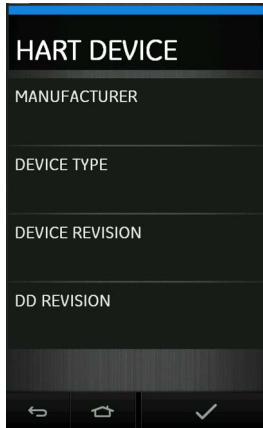 HART DEVICE
MANUFACTURER
DEVICE TYPE
DEVICE REVISION
DD REVISION